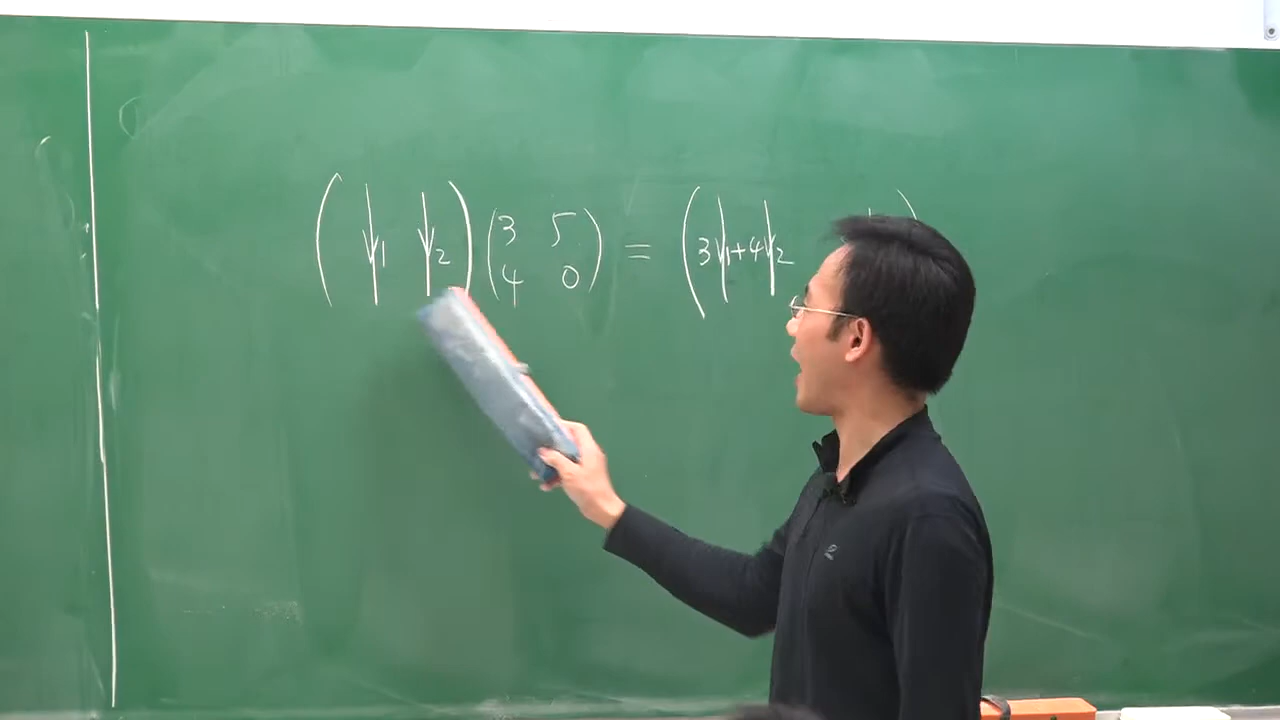 ( v₁ v₂ ) ( 3 5 ) = ( 3v₁+4v₂ )
( 4 0 )